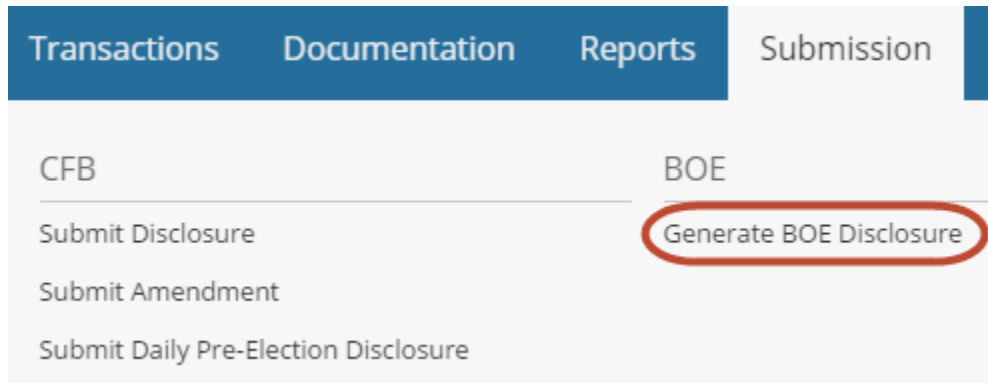 Transactions Documentation Reports Submission
CFB BOE
Submit Disclosure Generate BOE Disclosure
Submit Amendment
Submit Daily Pre-Election Disclosure